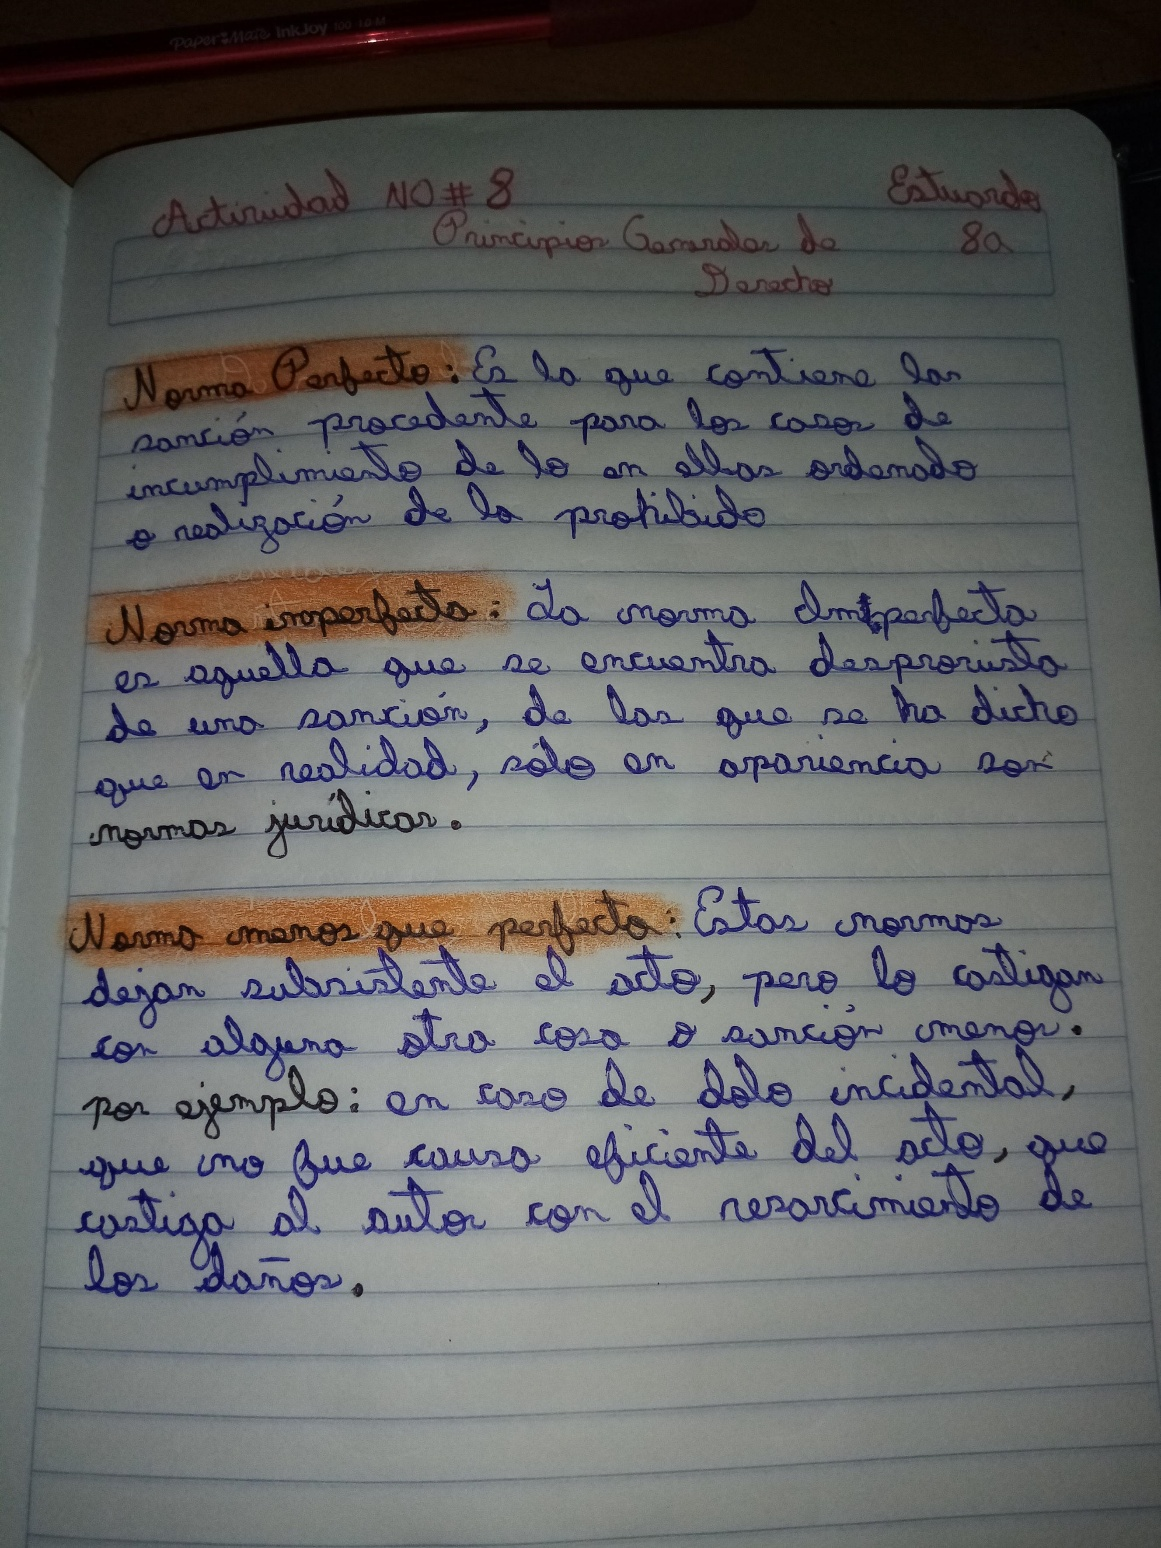 PaperMate InkJoy 100 1.0 M
Actividad NO # 8 Estuardo
Principios Generales de 8a
Derecho
Norma Perfecta: Es la que contiene las
sanción procedente para los casos de
incumplimiento de lo en ellas ordenado
o realización de la prohibido
Norma imperfecta: La norma Imperfecta
es aquella que se encuentra desprovista
de una sanción, de las que se ha dicho
que en realidad, sólo en apariencia son
normas jurídicas.
Norma menos que perfecta: Estas normas
dejan subsistente el acto, pero lo castigan
con alguna otra cosa o sanción menor.
por ejemplo: en caso de dolo incidental,
que no fue causa eficiente del acto, que
castiga al autor con el resarcimiento de
los daños.